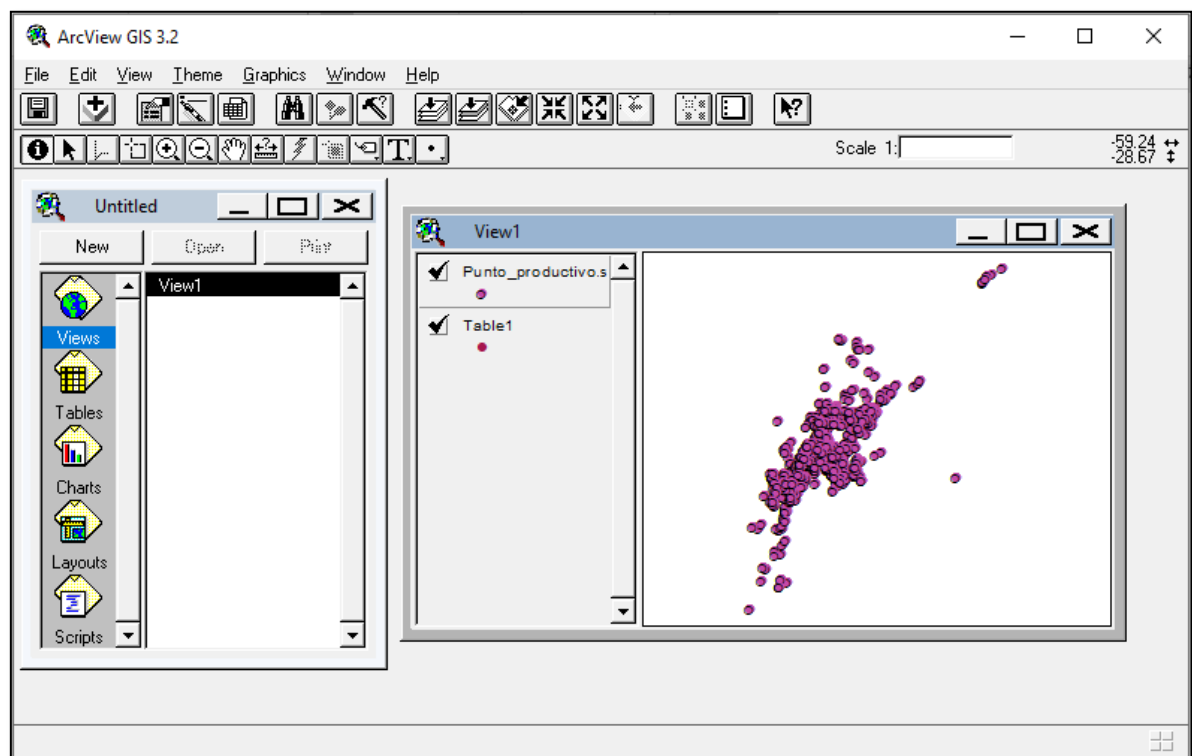 ArcView GIS 3.2
File Edit View Theme Graphics Window Help
Scale 1:
-59.24
-28.67
Untitled
New Open Print
Views
Tables
Charts
Layouts
Scripts
View1
View1
Punto_productivo.s
Table1